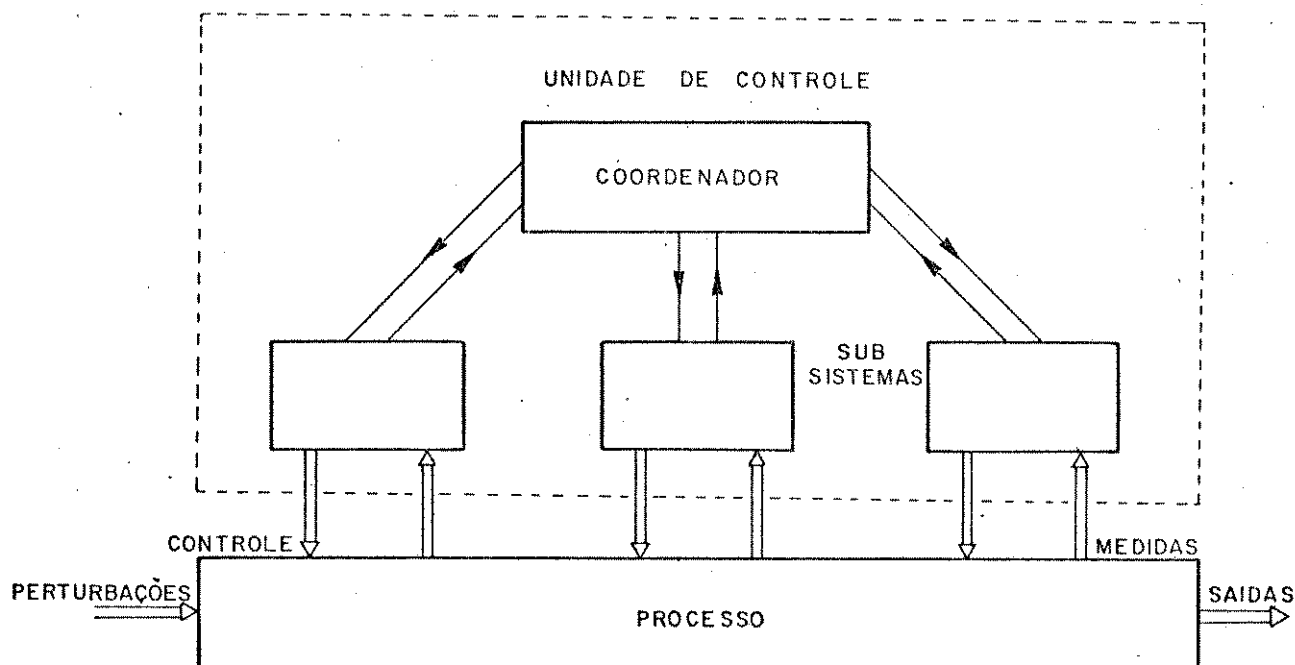 UNIDADE DE CONTROLE
COORDENADOR
SUB
SISTEMAS
CONTROLE
MEDIDAS
PERTURBAÇÕES
SAIDAS
PROCESSO